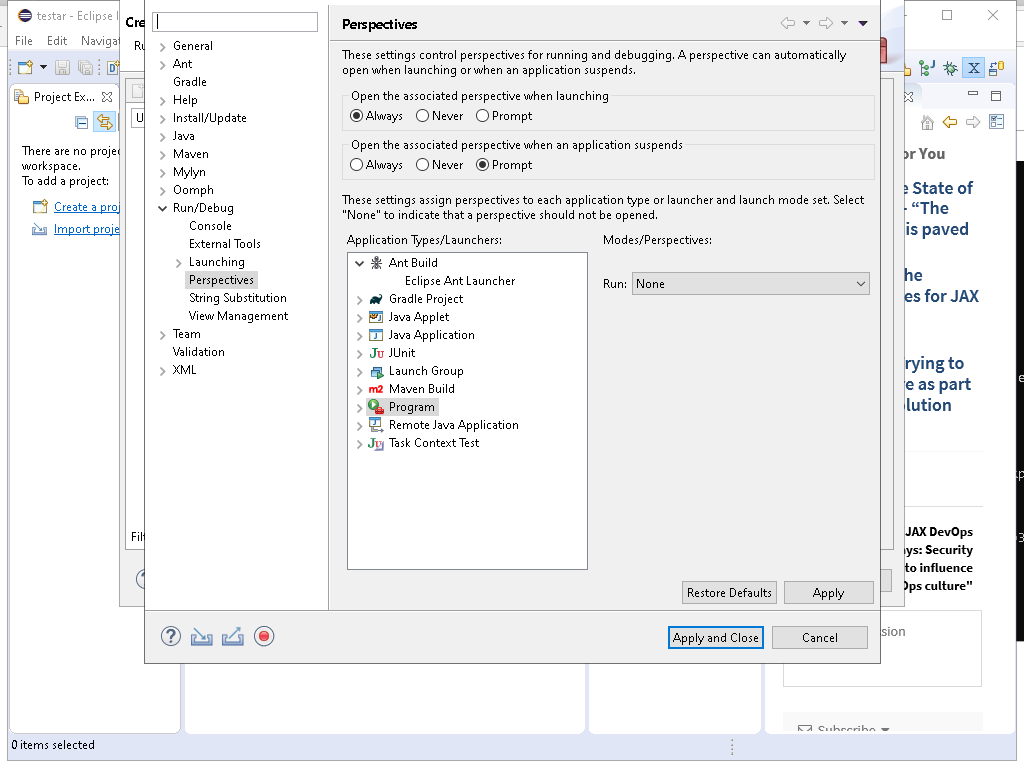 testar - Eclipse I
File Edit Navigat
Project Ex...
There are no projec
workspace.
To add a project:
Create a proj
Import proje
0 items selected
Cre
Ru
U
Filt
General
Ant
Gradle
Help
Install/Update
Java
Maven
Mylyn
Oomph
Run/Debug
Console
External Tools
Launching
Perspectives
String Substitution
View Management
Team
Validation
XML
Perspectives
These settings control perspectives for running and debugging. A perspective can automatically
open when launching or when an application suspends.
Open the associated perspective when launching
Always Never Prompt
Open the associated perspective when an application suspends
Always Never Prompt
These settings assign perspectives to each application type or launcher and launch mode set. Select
"None" to indicate that a perspective should not be opened.
Application Types/Launchers:
Ant Build
Eclipse Ant Launcher
Gradle Project
Java Applet
Java Application
JUnit
Launch Group
Maven Build
Program
Remote Java Application
Task Context Test
Modes/Perspectives:
Run: None
Restore Defaults Apply
Apply and Close Cancel
or You
e State of
- “The
is paved
he
es for JAX
rying to
re as part
lution
JAX DevOps
ys: Security
to influence
Ops culture"
sion
Subscribe